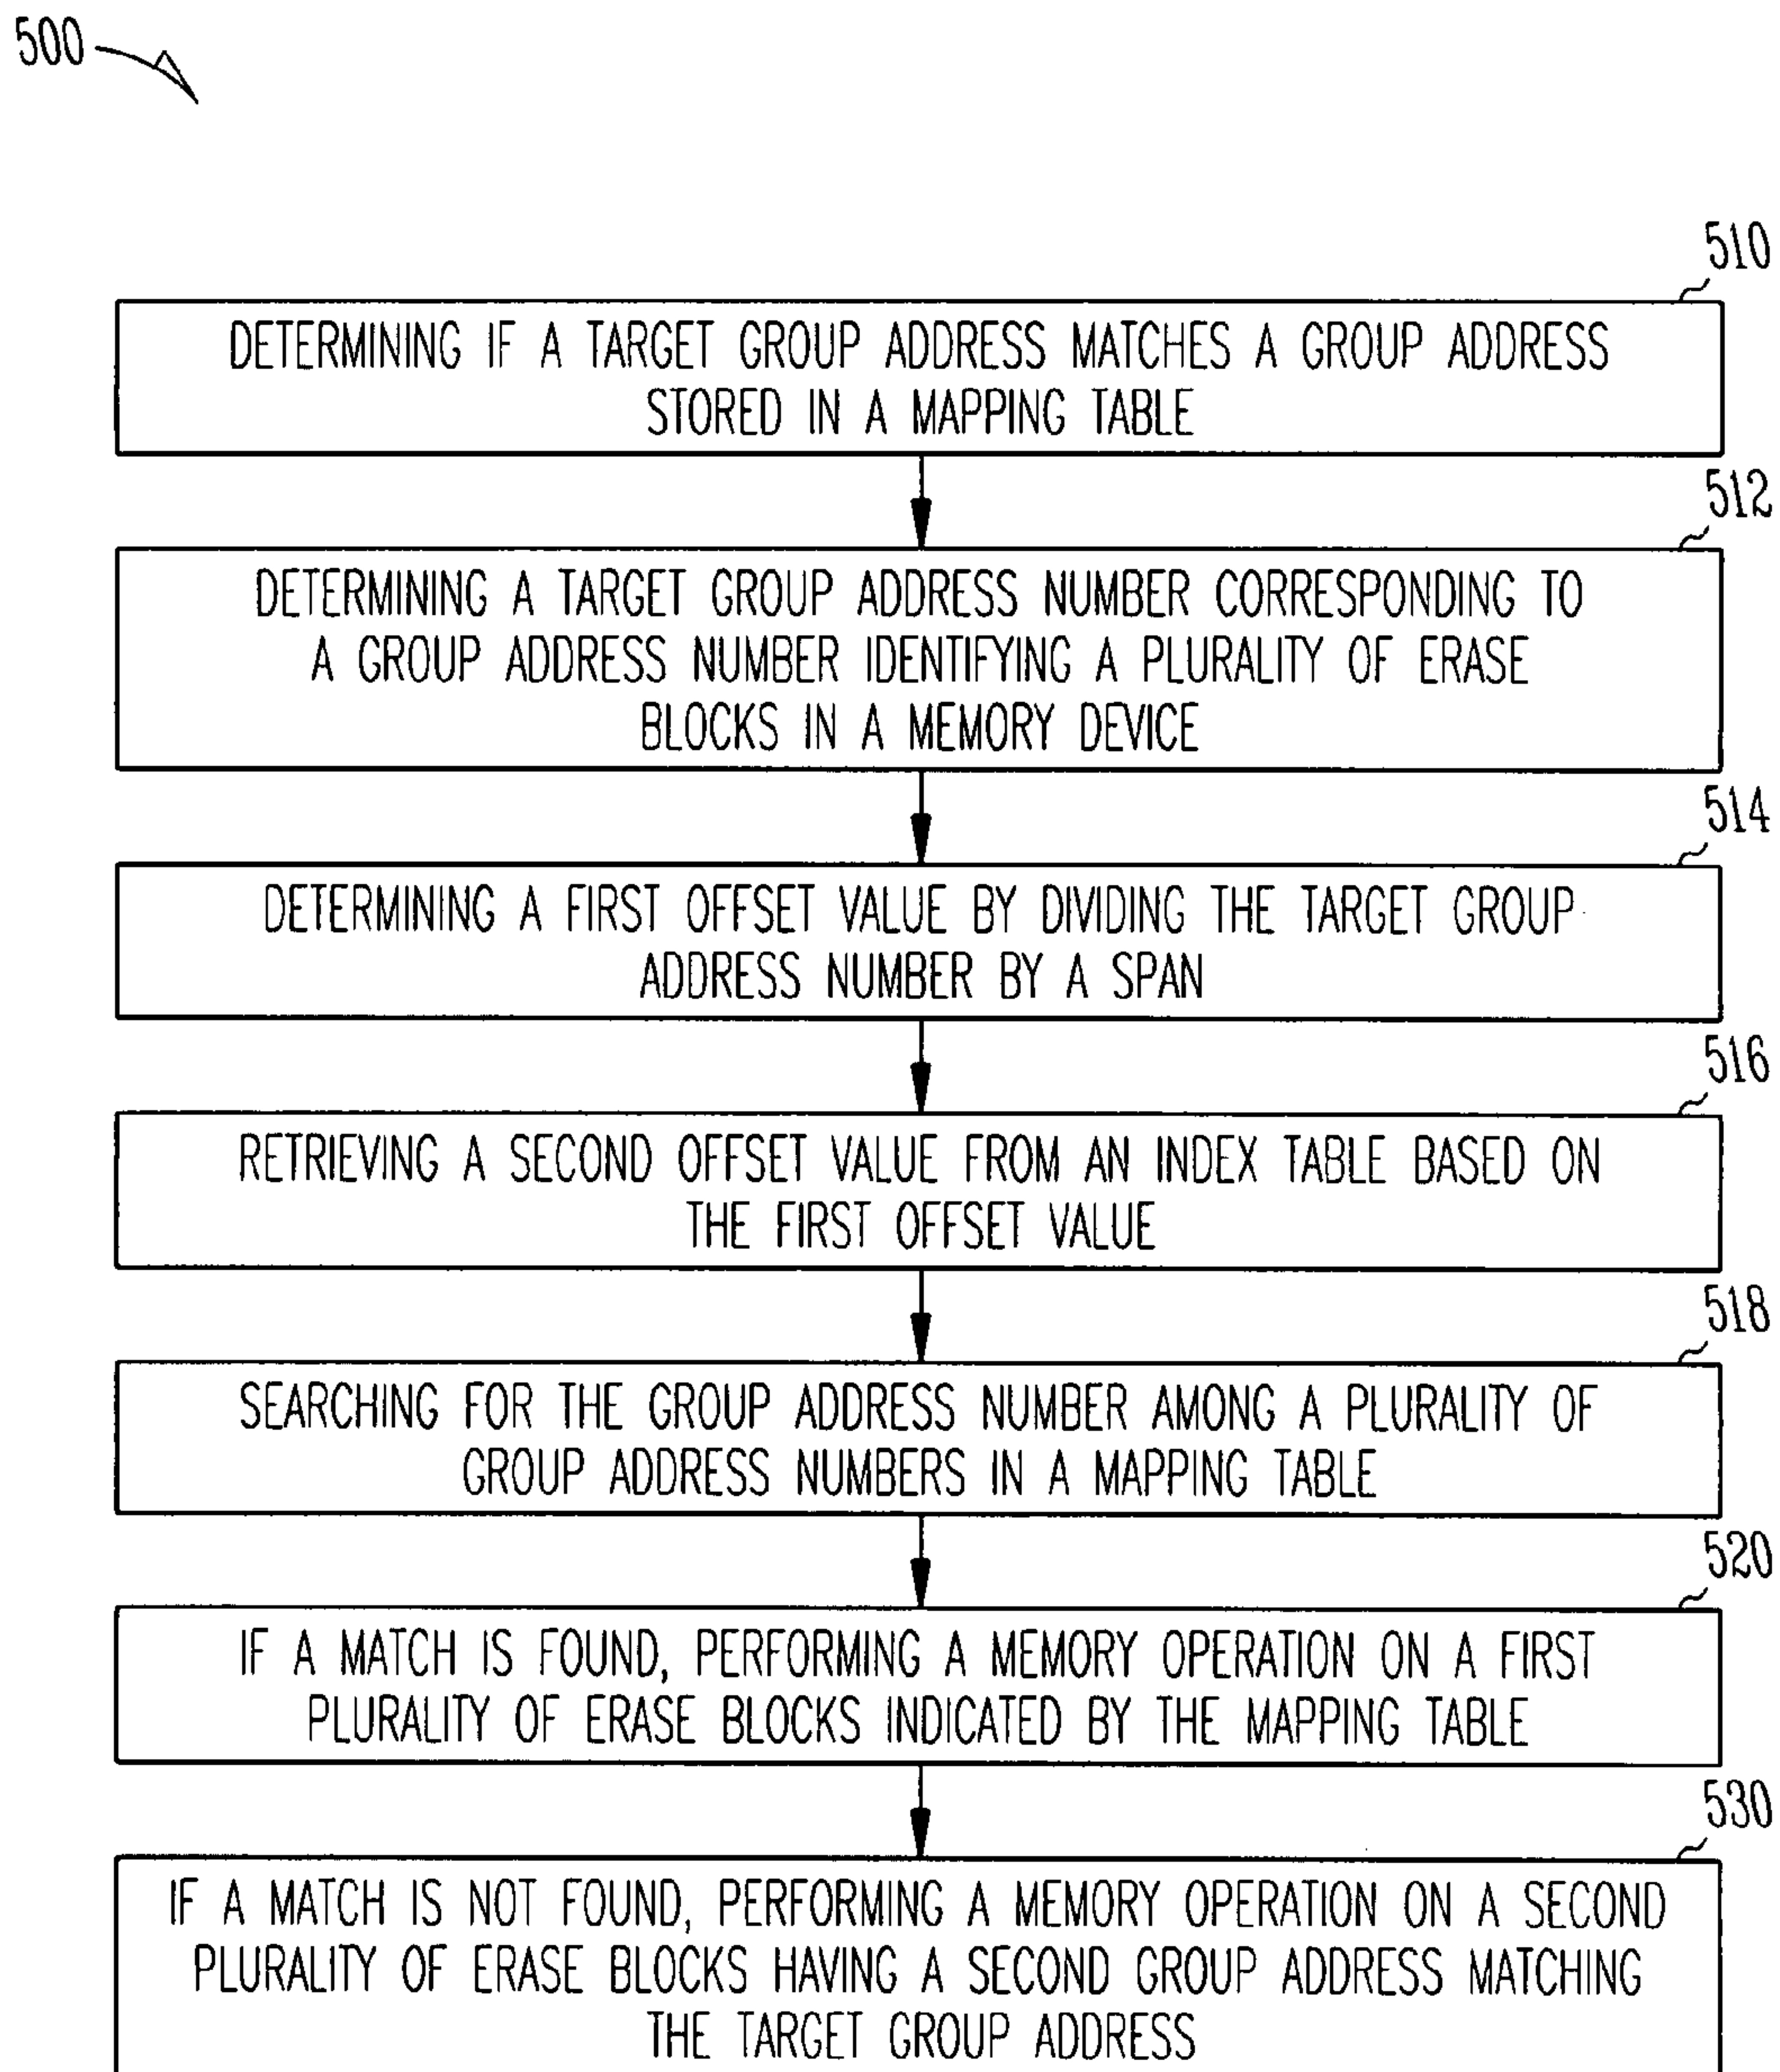 500
510
DETERMINING IF A TARGET GROUP ADDRESS MATCHES A GROUP ADDRESS
STORED IN A MAPPING TABLE
512
DETERMINING A TARGET GROUP ADDRESS NUMBER CORRESPONDING TO
A GROUP ADDRESS NUMBER IDENTIFYING A PLURALITY OF ERASE
BLOCKS IN A MEMORY DEVICE
514
DETERMINING A FIRST OFFSET VALUE BY DIVIDING THE TARGET GROUP
ADDRESS NUMBER BY A SPAN
516
RETRIEVING A SECOND OFFSET VALUE FROM AN INDEX TABLE BASED ON
THE FIRST OFFSET VALUE
518
SEARCHING FOR THE GROUP ADDRESS NUMBER AMONG A PLURALITY OF
GROUP ADDRESS NUMBERS IN A MAPPING TABLE
520
IF A MATCH IS FOUND, PERFORMING A MEMORY OPERATION ON A FIRST
PLURALITY OF ERASE BLOCKS INDICATED BY THE MAPPING TABLE
530
IF A MATCH IS NOT FOUND, PERFORMING A MEMORY OPERATION ON A SECOND
PLURALITY OF ERASE BLOCKS HAVING A SECOND GROUP ADDRESS MATCHING
THE TARGET GROUP ADDRESS